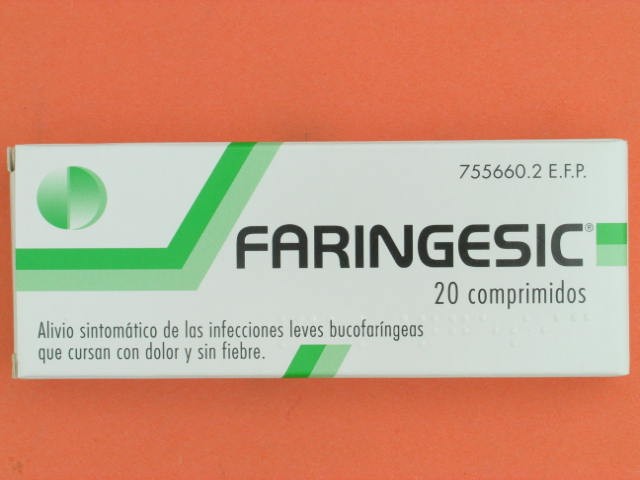 755660.2 E.F.P.
FARINGESIC®
20 comprimidos
Alivio sintomático de las infecciones leves bucofaríngeas
que cursan con dolor y sin fiebre.